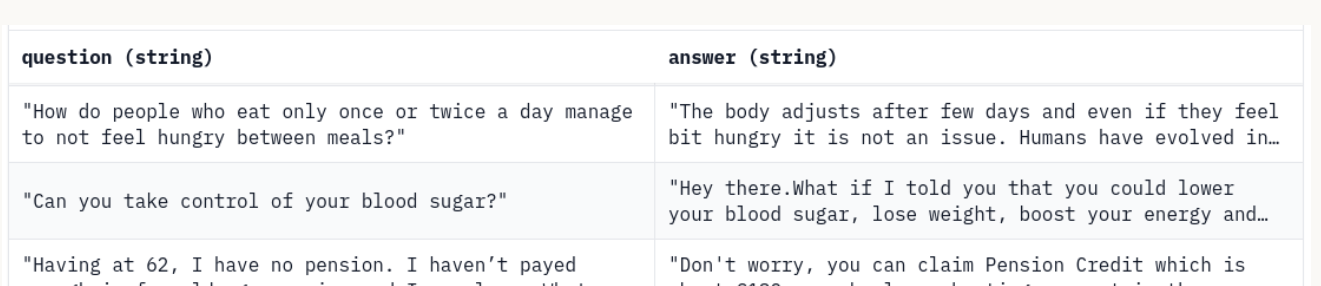 question (string)
answer (string)
"How do people who eat only once or twice a day manage
to not feel hungry between meals?"
"The body adjusts after few days and even if they feel
bit hungry it is not an issue. Humans have evolved in…
"Can you take control of your blood sugar?"
"Hey there.What if I told you that you could lower
your blood sugar, lose weight, boost your energy and…
"Having at 62, I have no pension. I haven’t payed
"Don't worry, you can claim Pension Credit which is